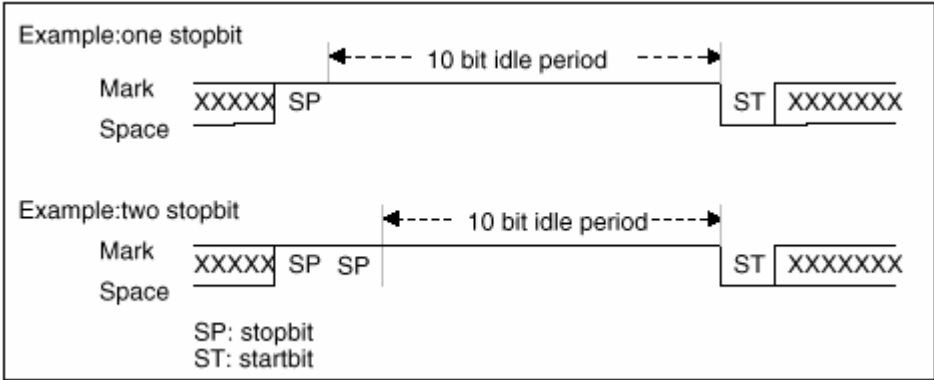 Example:one stopbit
10 bit idle period
Mark
XXXXX SP ST XXXXXXX
Space
Example:two stopbit
10 bit idle period
Mark
XXXXX SP SP ST XXXXXXX
Space
SP: stopbit
ST: startbit